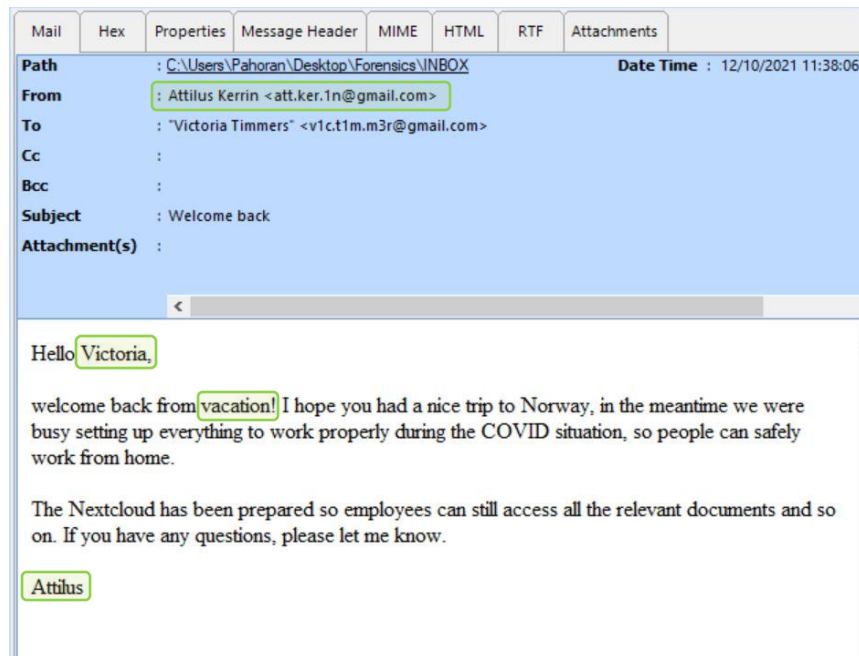 Mail Hex Properties Message Header MIME HTML RTF Attachments
Path : C:\Users\Pahoran\Desktop\Forensics\INBOX Date Time : 12/10/2021 11:38:06
From : Attilus Kerrin <att.ker.1n@gmail.com>
To : "Victoria Timmers" <v1c.t1m.m3r@gmail.com>
Cc :
Bcc :
Subject : Welcome back
Attachment(s) :
Hello Victoria,
welcome back from vacation! I hope you had a nice trip to Norway, in the meantime we were
busy setting up everything to work properly during the COVID situation, so people can safely
work from home.
The Nextcloud has been prepared so employees can still access all the relevant documents and so
on. If you have any questions, please let me know.
Attilus